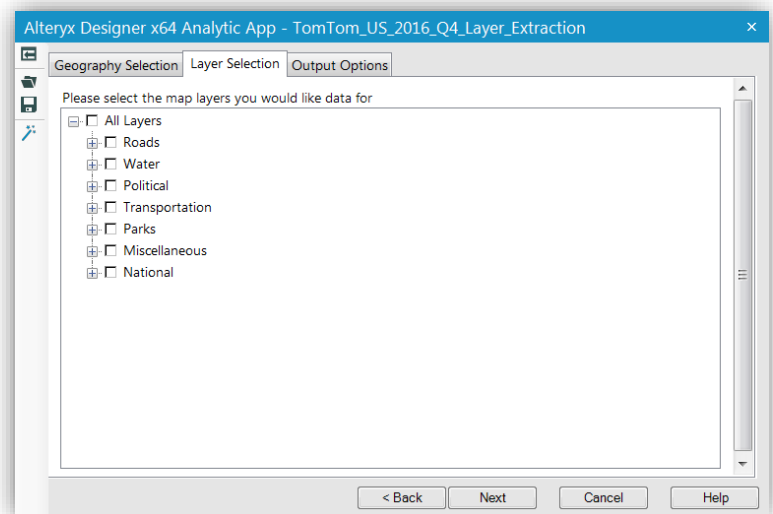 Alteryx Designer x64 Analytic App - TomTom_US_2016_Q4_Layer_Extraction
Geography Selection Layer Selection Output Options
Please select the map layers you would like data for
All Layers
Roads
Water
Political
Transportation
Parks
Miscellaneous
National
< Back Next Cancel Help